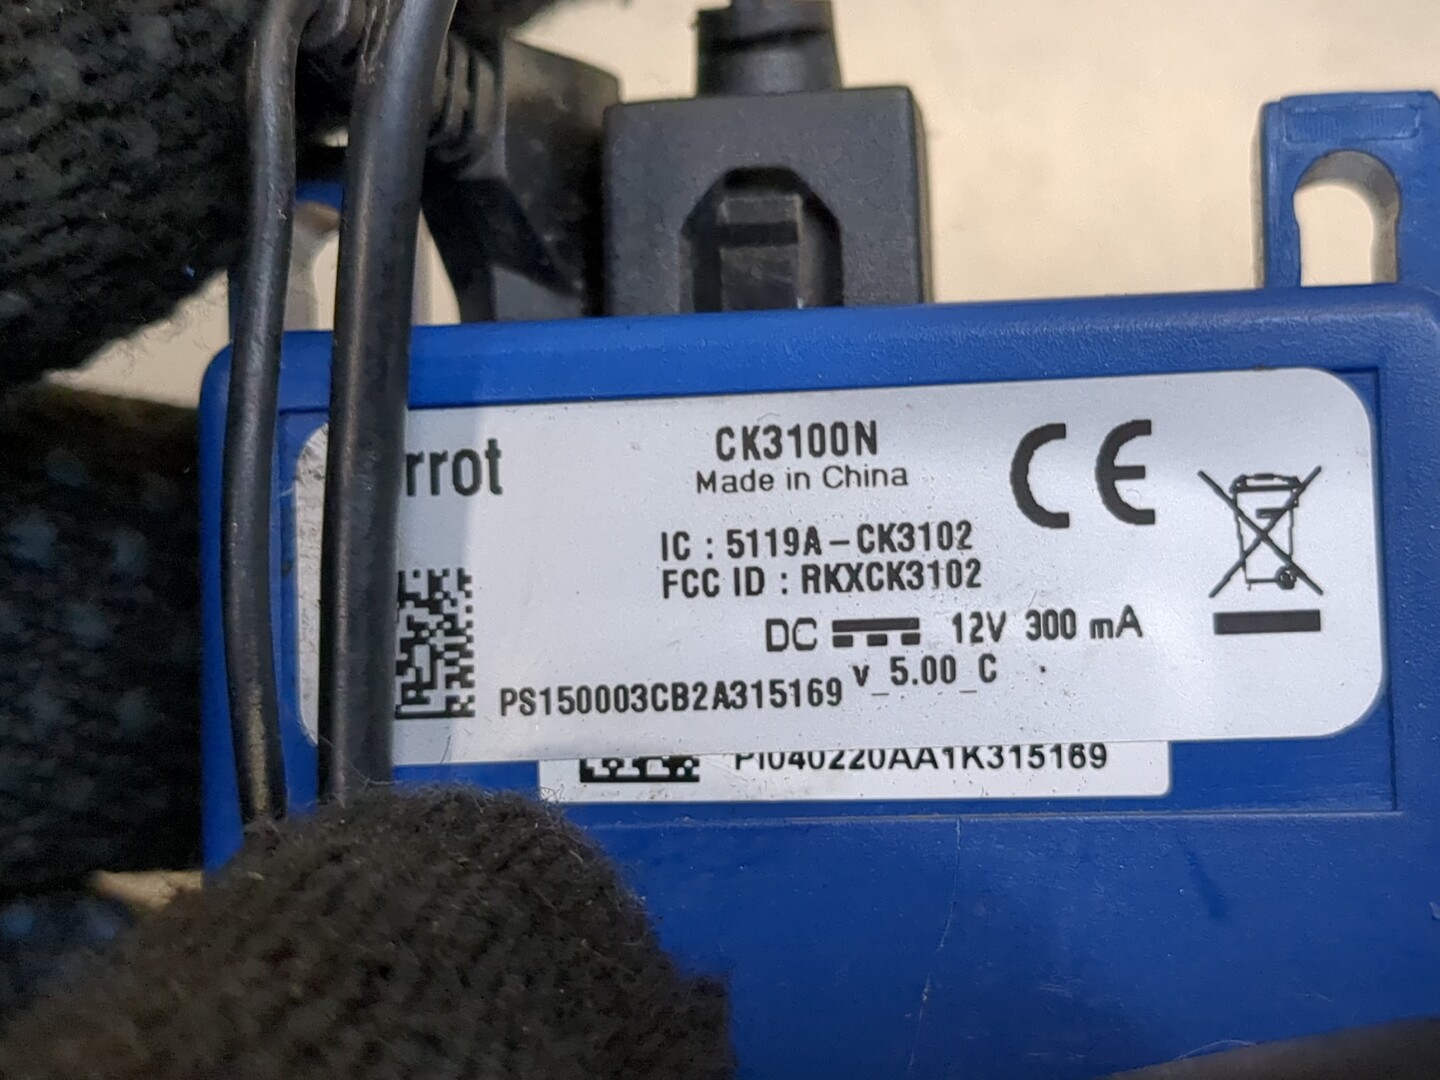 rrot
CK3100N
Made in China
CE
IC : 5119A-CK3102
FCC ID : RKXCK3102
DC 12V 300 mA
PS150003CB2A315169 v_5.00_C
PI040220AA1K315169